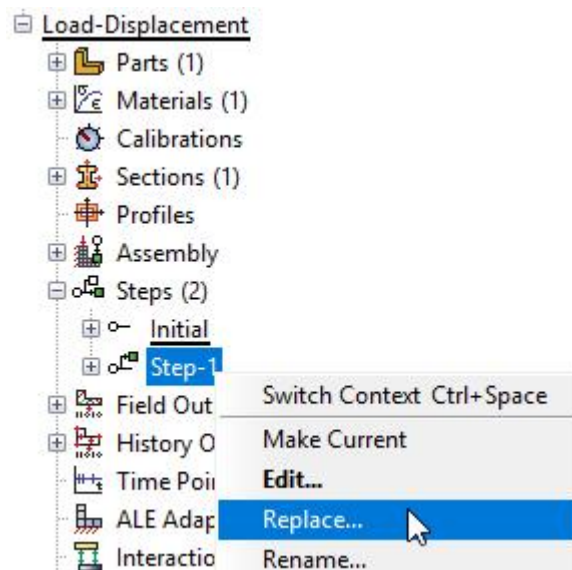 Load-Displacement
Parts (1)
Materials (1)
Calibrations
Sections (1)
Profiles
Assembly
Steps (2)
Initial
Step-1
Switch Context Ctrl+Space
Field Out
Make Current
History O
Edit...
Time Poi
Replace...
ALE Adap
Rename...
Interactio